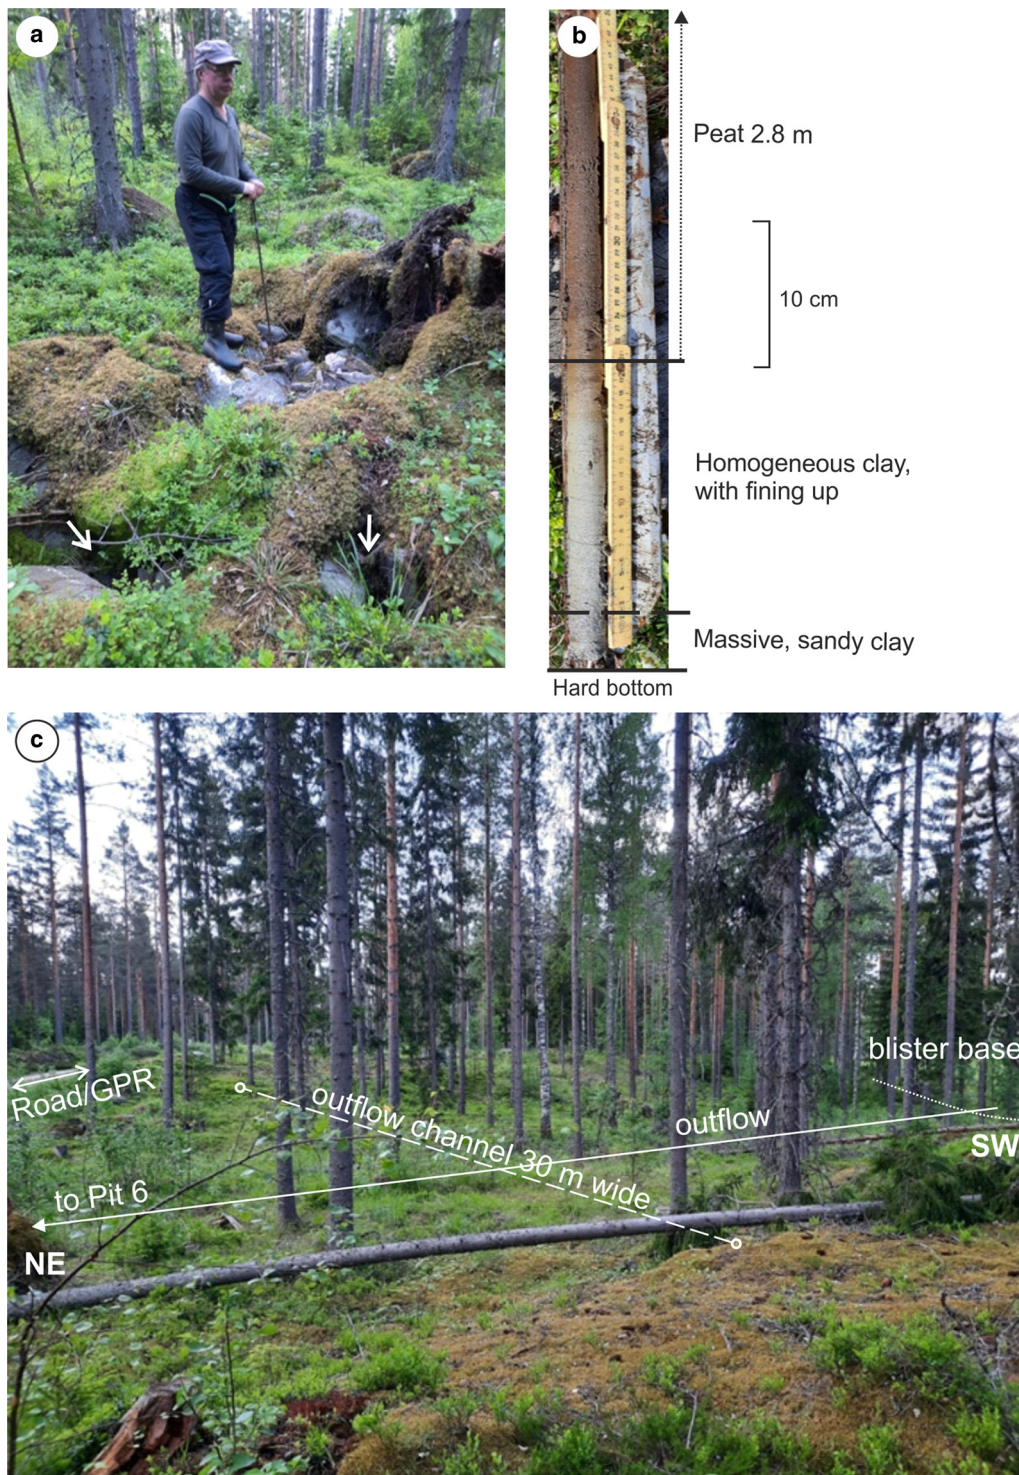 a
b
Peat 2.8 m
10 cm
Homogeneous clay,
with fining up
Massive, sandy clay
Hard bottom
c
blister base
Road/GPR
outflow channel 30 m wide
outflow
SW
to Pit 6
NE